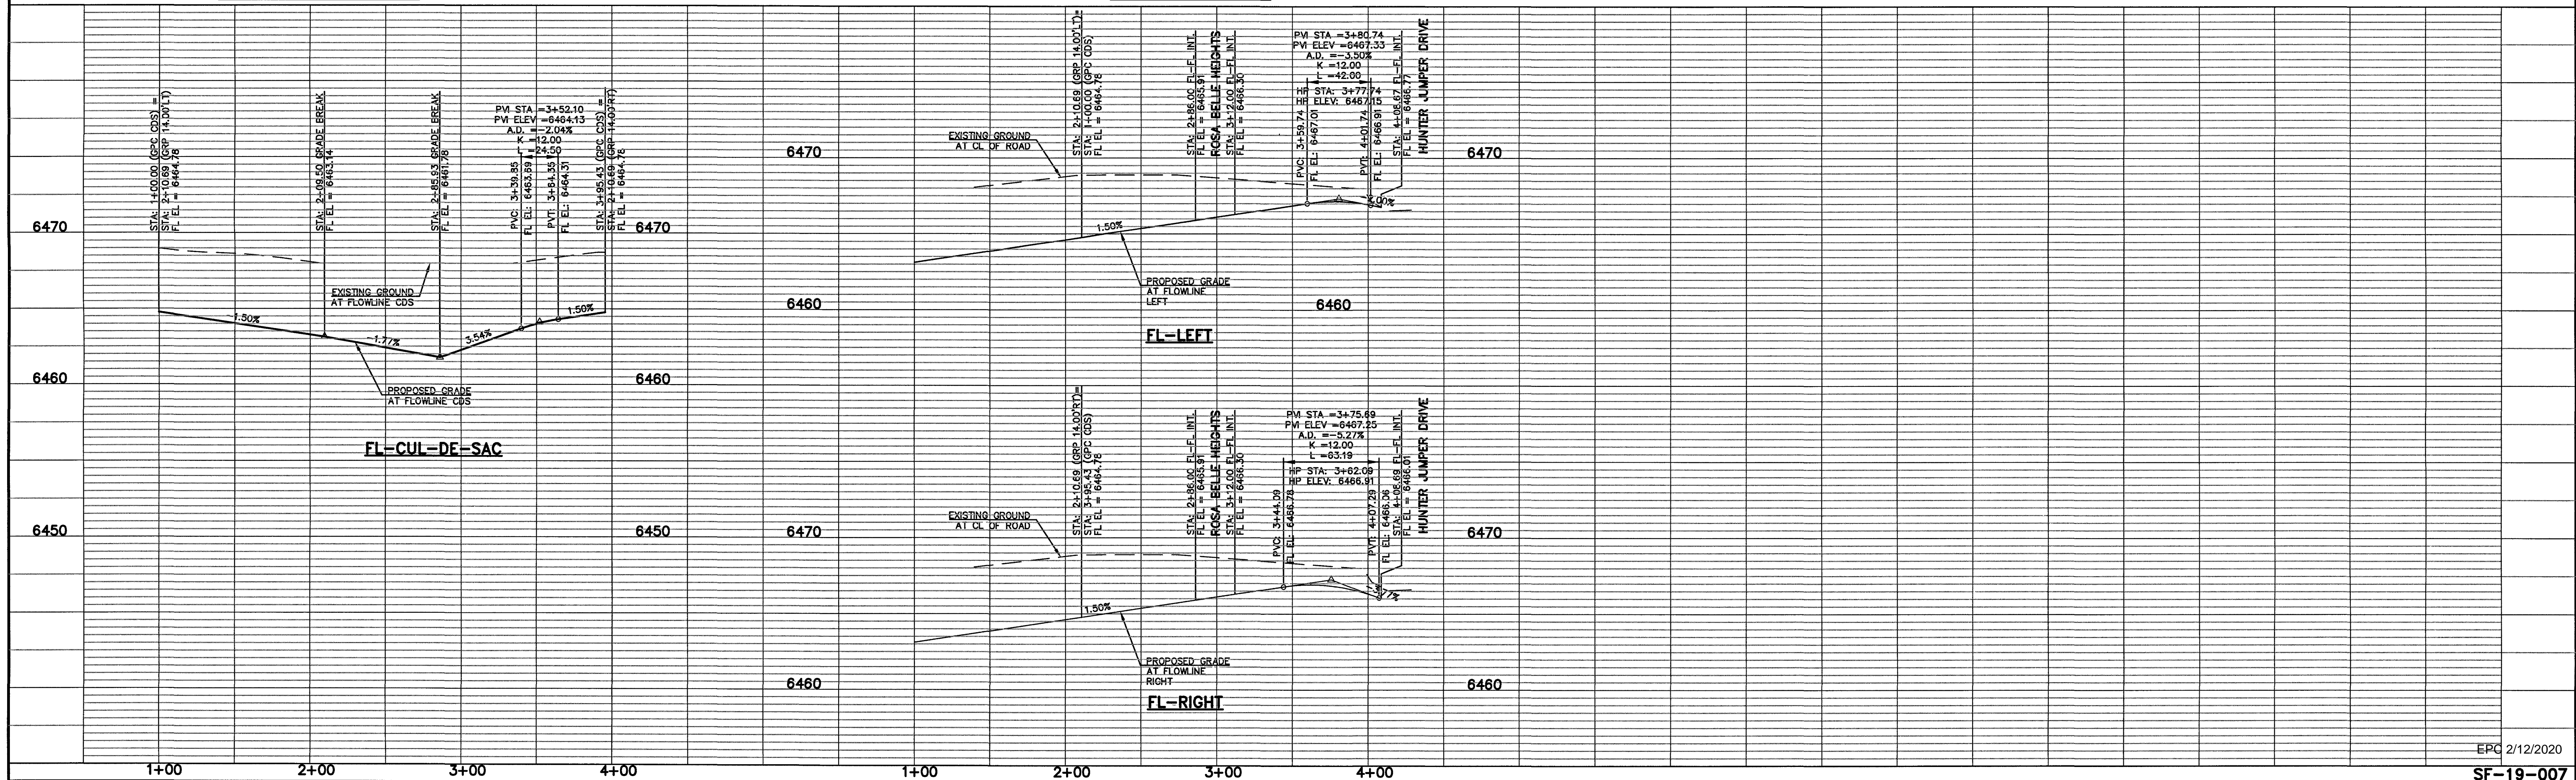 STA: 1+00.00 (GPC CDS) =
STA: 2+10.69 (GRP 14.00'LT)
FL EL = 6464.78
STA: 2+09.50 GRADE BREAK
FL EL = 6463.14
STA: 2+85.93 GRADE BREAK
FL EL = 6461.78
PVI STA =3+52.10
PVI ELEV =6464.13
A.D. =-2.04%
K =12.00
L =24.50
PVC: 3+39.85
FL EL: 6463.69
PVT: 3+64.35
FL EL: 6464.31
STA: 3+95.43 (GPC CDS) =
STA: 2+10.69 (GRP 14.00'RT)
FL EL = 6464.78
6470
6470
EXISTING GROUND
AT FLOWLINE CDS
-1.50%
-1.77%
3.54%
1.50%
6460
6460
PROPOSED GRADE
AT FLOWLINE CDS
FL-CUL-DE-SAC
6450
6450
1+00
2+00
3+00
4+00
STA: 2+10.69 (GRP 14.00'LT)=
STA: 1+00.00 (GPC CDS)
FL EL = 6464.78
STA: 2+86.00 FL-FL INT.
FL EL = 6465.91
ROSA BELLE HEIGHTS
STA: 3+12.00 FL-FL INT.
FL EL = 6466.30
PVI STA =3+80.74
PVI ELEV =6467.33
A.D. =-3.50%
K =12.00
L =42.00
HP STA: 3+77.74
HP ELEV: 6467.15
PVC: 3+59.74
FL EL: 6467.01
PVT: 4+01.74
FL EL: 6466.91
STA: 4+08.67 FL-FL INT.
FL EL = 6466.77
HUNTER JUMPER DRIVE
EXISTING GROUND
AT CL OF ROAD
6470
6470
1.50%
-2.00%
PROPOSED GRADE
AT FLOWLINE
LEFT
6460
6460
FL-LEFT
STA: 2+10.69 (GRP 14.00'RT)=
STA: 3+95.43 (GPC CDS)
FL EL = 6464.78
STA: 2+86.00 FL-FL INT.
FL EL = 6465.91
ROSA BELLE HEIGHTS
STA: 3+12.00 FL-FL INT.
FL EL = 6466.30
PVI STA =3+75.69
PVI ELEV =6467.25
A.D. =-5.27%
K =12.00
L =63.19
HP STA: 3+62.09
HP ELEV: 6466.91
PVC: 3+44.09
FL EL: 6466.78
PVT: 4+07.29
FL EL: 6466.06
STA: 4+08.69 FL-FL INT.
FL EL = 6466.01
HUNTER JUMPER DRIVE
EXISTING GROUND
AT CL OF ROAD
6470
6470
1.50%
-3.77%
PROPOSED GRADE
AT FLOWLINE
RIGHT
6460
6460
FL-RIGHT
1+00
2+00
3+00
4+00
EPC 2/12/2020
SF-19-007